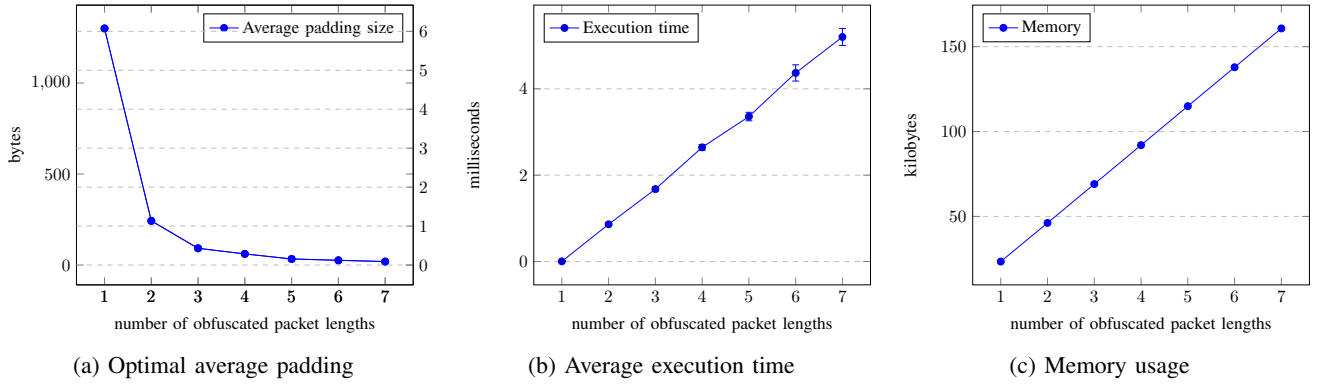 Average padding size
1,000
500
0
bytes
6
5
4
3
2
1
0
1 2 3 4 5 6 7
number of obfuscated packet lengths
(a) Optimal average padding
Execution time
4
2
0
milliseconds
1 2 3 4 5 6 7
number of obfuscated packet lengths
(b) Average execution time
Memory
150
100
50
kilobytes
1 2 3 4 5 6 7
number of obfuscated packet lengths
(c) Memory usage